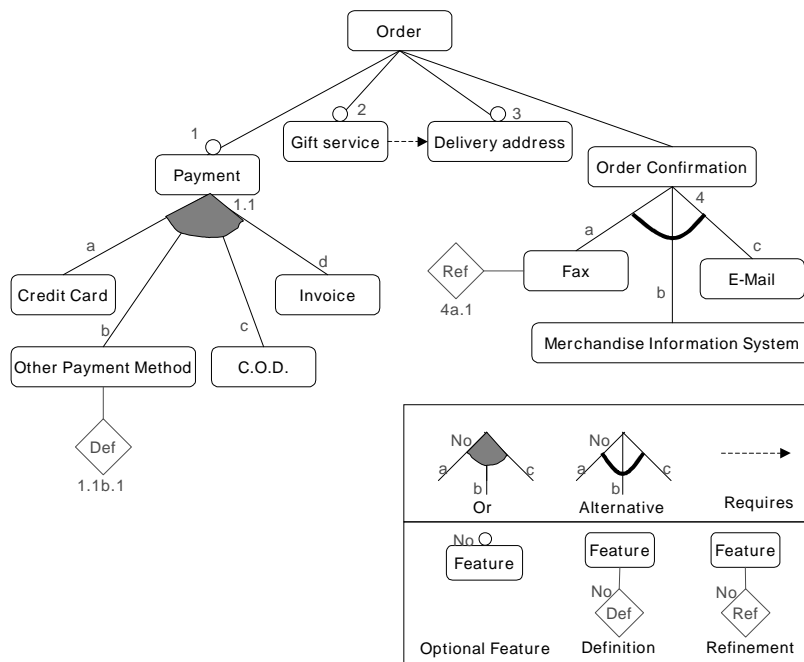 Order
1
2
3
Gift service
Delivery address
Payment
Order Confirmation
1.1
4
a
d
a
c
Ref
Fax
E-Mail
Credit Card
Invoice
4a.1
b
b
c
Merchandise Information System
Other Payment Method
C.O.D.
Def
1.1b.1
No
No
a
c
a
c
b
b
Or
Alternative
Requires
No
Feature
Feature
Feature
No
No
Def
Ref
Optional Feature
Definition
Refinement